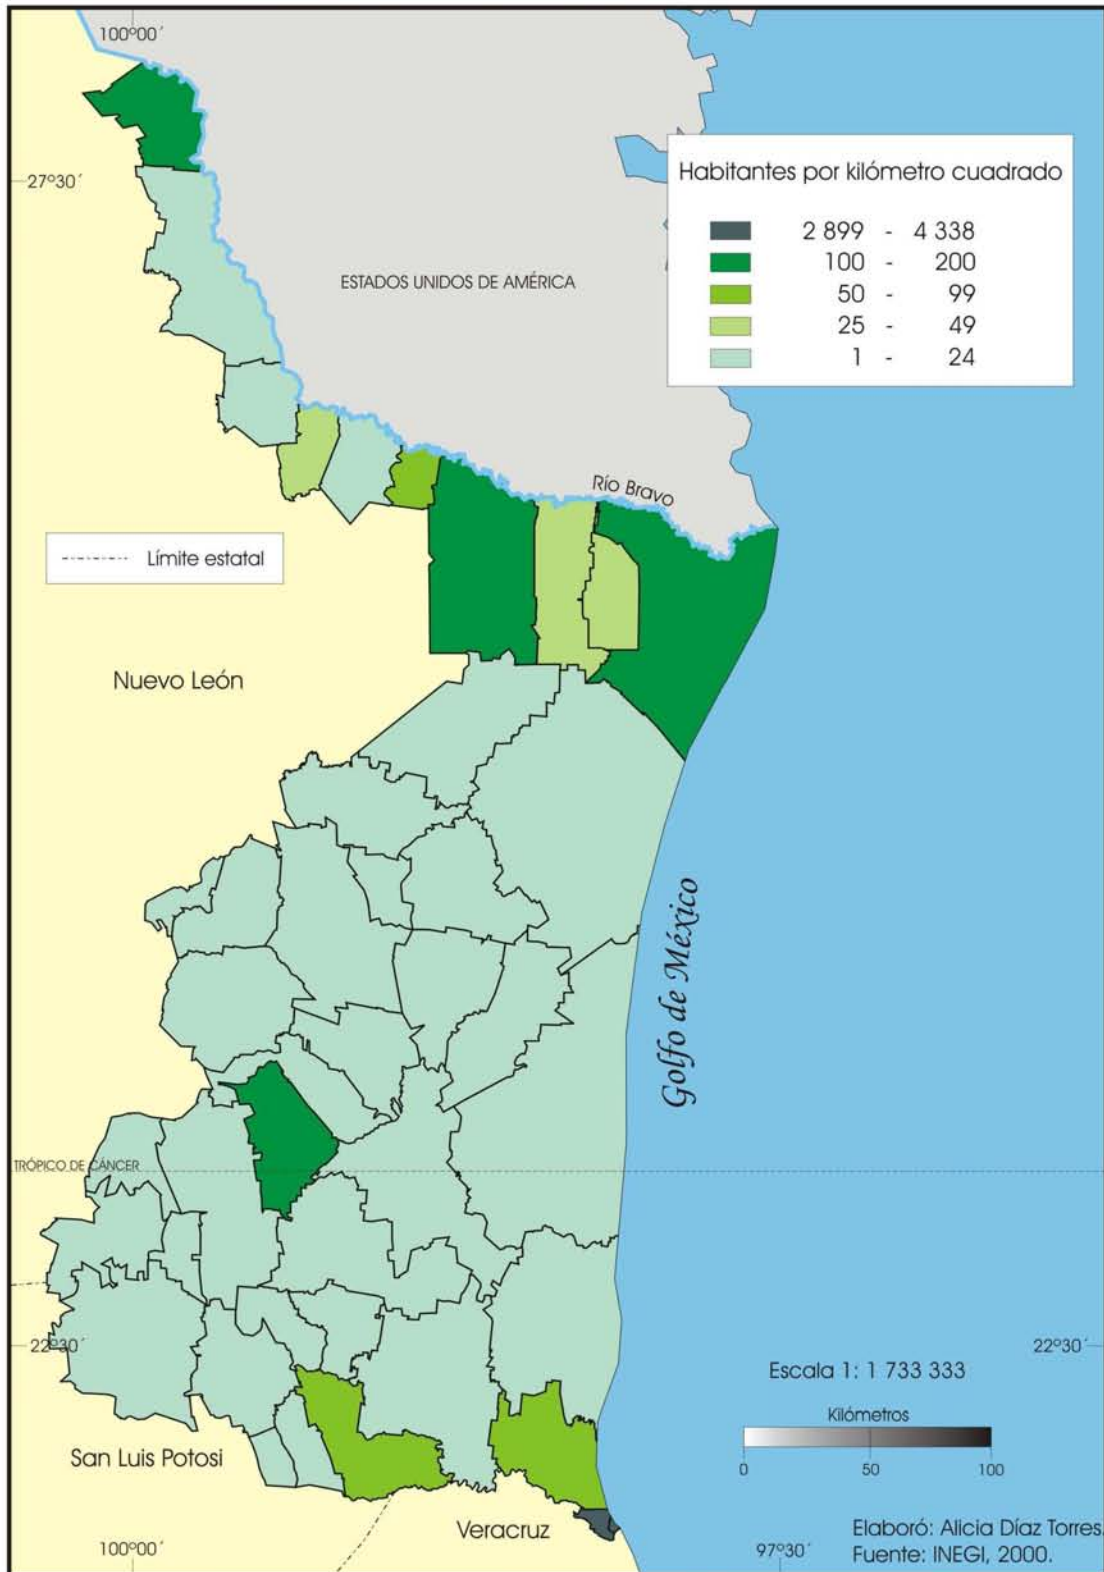 100°00´
27°30´
Habitantes por kilómetro cuadrado
2 899 - 4 338
100 - 200
50 - 99
25 - 49
1 - 24
ESTADOS UNIDOS DE AMÉRICA
Río Bravo
Límite estatal
Nuevo León
Golfo de México
TRÓPICO DE CÁNCER
22°30´
22°30´
Escala 1: 1 733 333
Kilómetros
0 50 100
San Luis Potosi
Veracruz
Elaboró: Alicia Díaz Torres.
Fuente: INEGI, 2000.
100°00´
97°30´